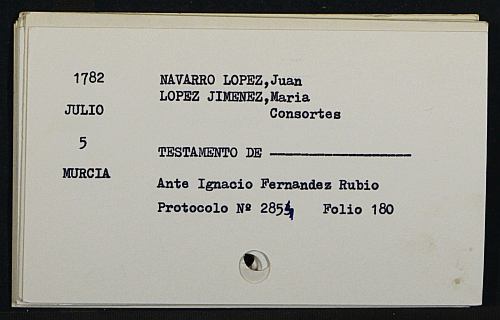 1782
JULIO
5
MURCIA
NAVARRO LOPEZ, Juan
LOPEZ JIMENEZ, Maria
Consortes
TESTAMENTO DE ----------------
Ante Ignacio Fernandez Rubio
Protocolo Nº 2854 Folio 180